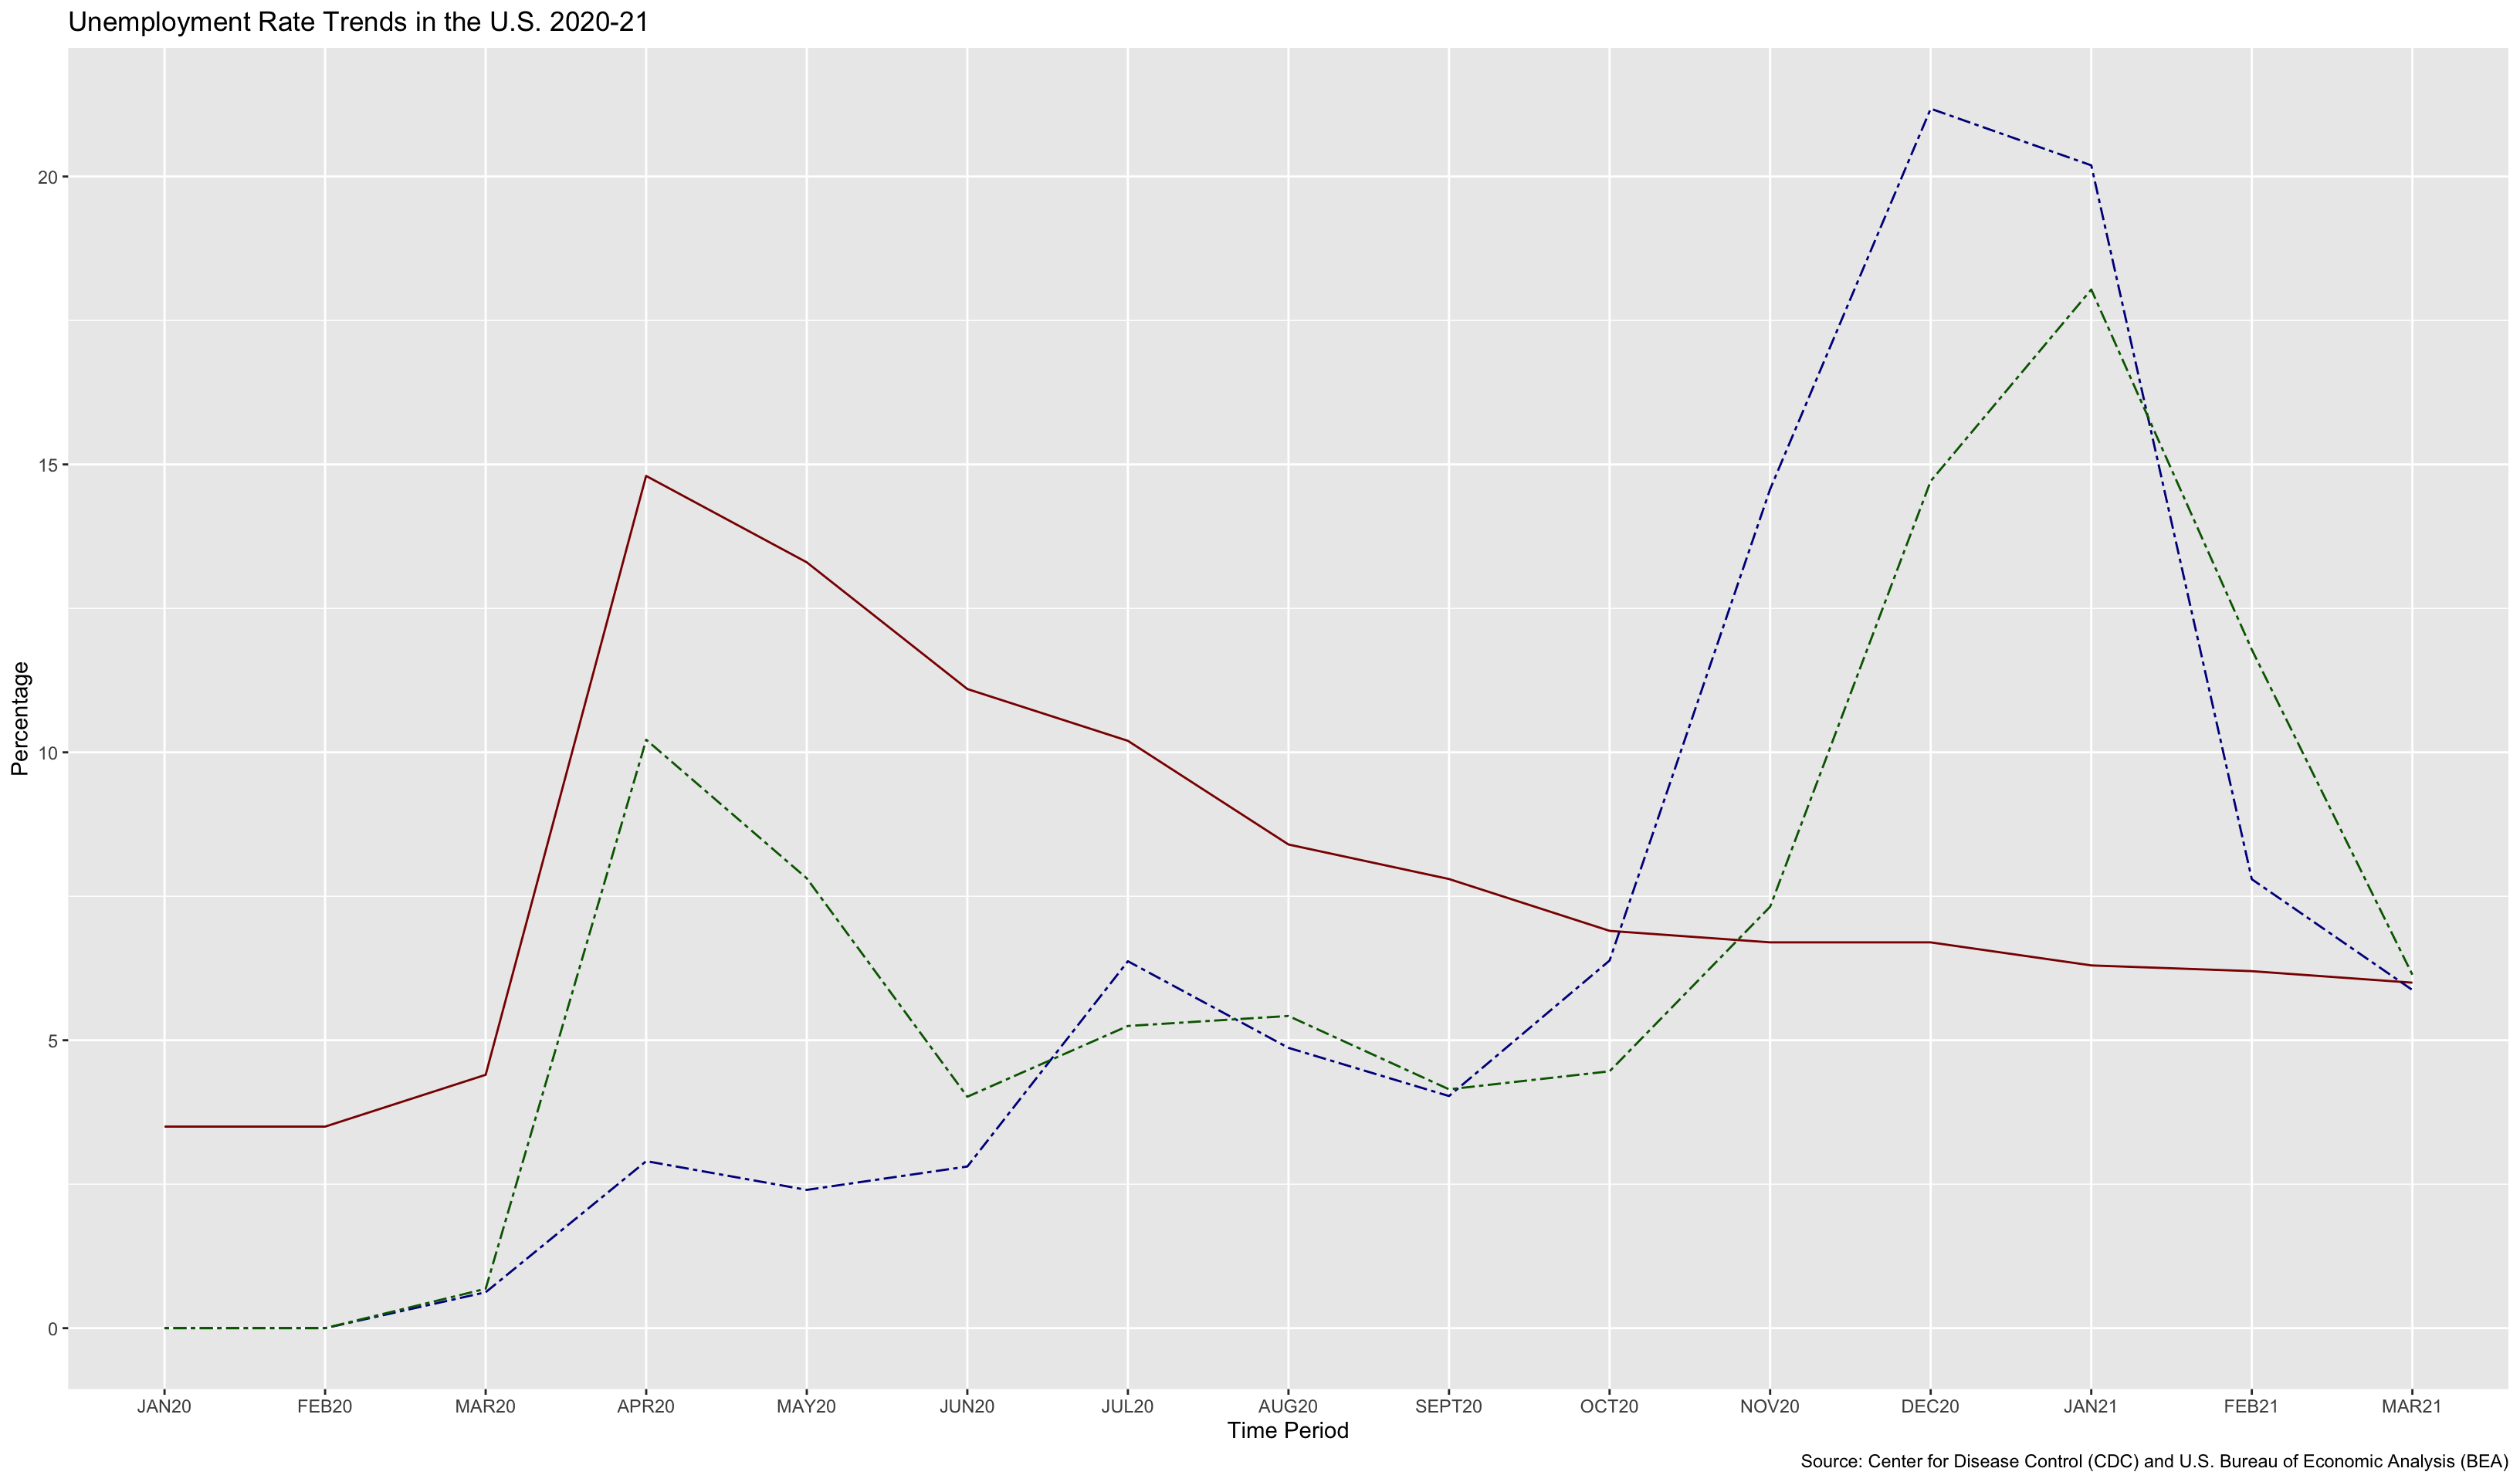 Unemployment Rate Trends in the U.S. 2020-21
Percentage
20
15
10
5
0
JAN20 FEB20 MAR20 APR20 MAY20 JUN20 JUL20 AUG20 SEPT20 OCT20 NOV20 DEC20 JAN21 FEB21 MAR21
Time Period
Source: Center for Disease Control (CDC) and U.S. Bureau of Economic Analysis (BEA)